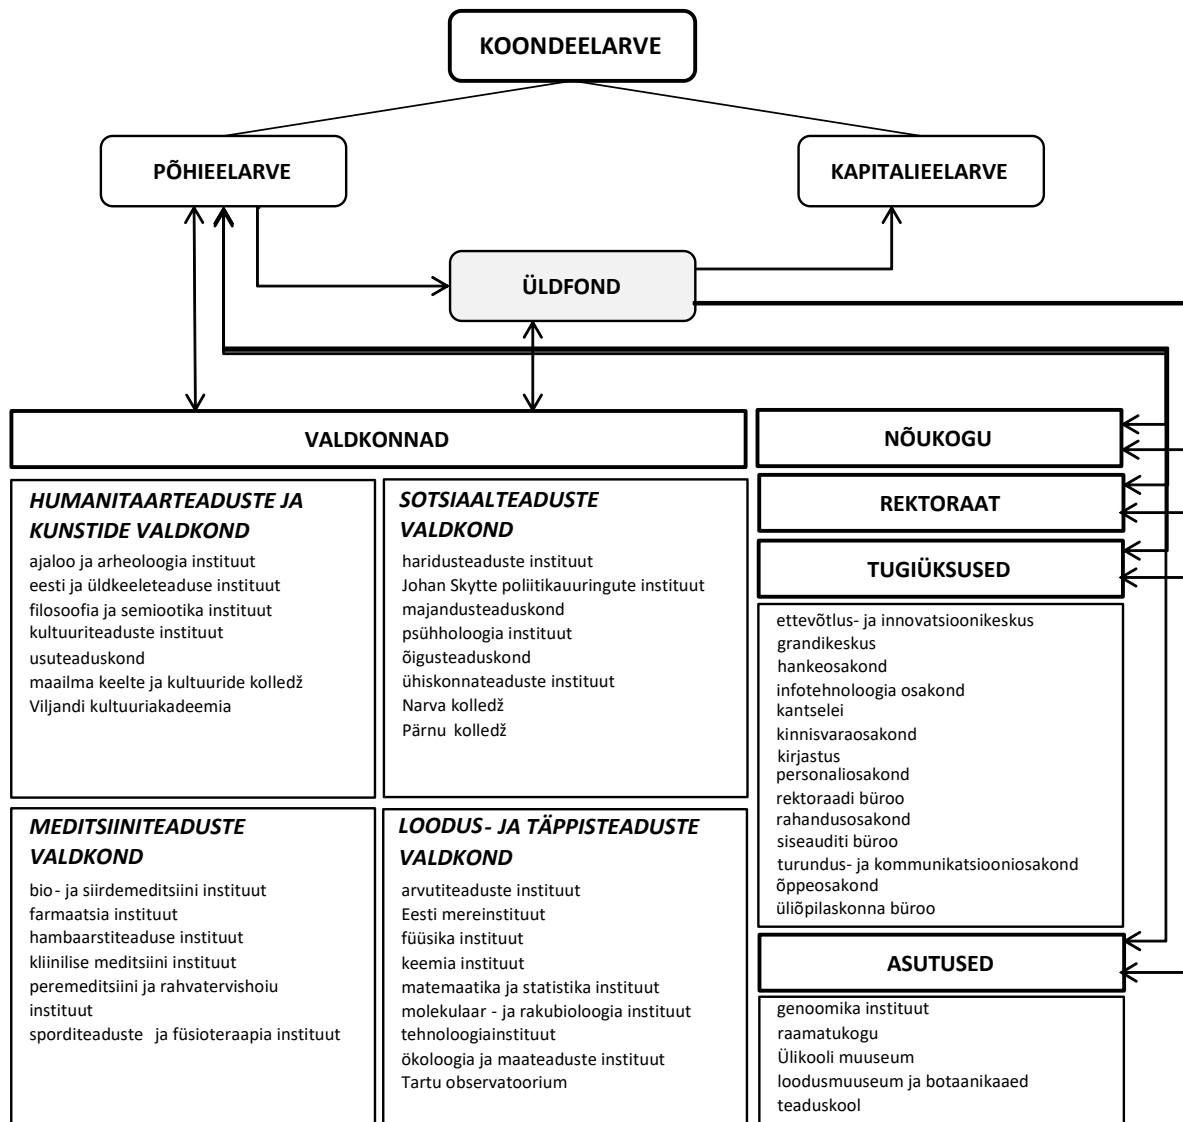 KOONDEELARVE
PÕHIEELARVE
KAPITALIEELARVE
ÜLDFOND
VALDKONNAD
HUMANITAARTEADUSTE JA
KUNSTIDE VALDKOND
ajaloo ja arheoloogia instituut
eesti ja üldkeeleteaduse instituut
filosoofia ja semiootika instituut
kultuuriteaduste instituut
usuteaduskond
maailma keelte ja kultuuride kolledž
Viljandi kultuuriakadeemia
SOTSIAALTEADUSTE
VALDKOND
haridusteaduste instituut
Johan Skytte poliitikauuringute instituut
majandusteaduskond
psühholoogia instituut
õigusteaduskond
ühiskonnateaduste instituut
Narva kolledž
Pärnu kolledž
MEDITSIINITEADUSTE
VALDKOND
bio- ja siirdemeditsiini instituut
farmaatsia instituut
hambaarstiteaduse instituut
kliinilise meditsiini instituut
peremeditsiini ja rahvatervishoiu
instituut
sporditeaduste ja füsioteraapia instituut
LOODUS- JA TÄPPISTEADUSTE
VALDKOND
arvutiteaduste instituut
Eesti mereinstituut
füüsika instituut
keemia instituut
matemaatika ja statistika instituut
molekulaar - ja rakubioloogia instituut
tehnoloogiainstituut
ökoloogia ja maateaduste instituut
Tartu observatoorium
NÕUKOGU
REKTORAAT
TUGIÜKSUSED
ettevõtlus- ja innovatsioonikeskus
grandikeskus
hankeosakond
infotehnoloogia osakond
kantselei
kinnisvaraosakond
kirjastus
personaliosakond
rektoraadi büroo
rahandusosakond
siseauditi büroo
turundus- ja kommunikatsiooniosakond
õppeosakond
üliõpilaskonna büroo
ASUTUSED
genoomika instituut
raamatukogu
Ülikooli muuseum
loodusmuuseum ja botaanikaaed
teaduskool